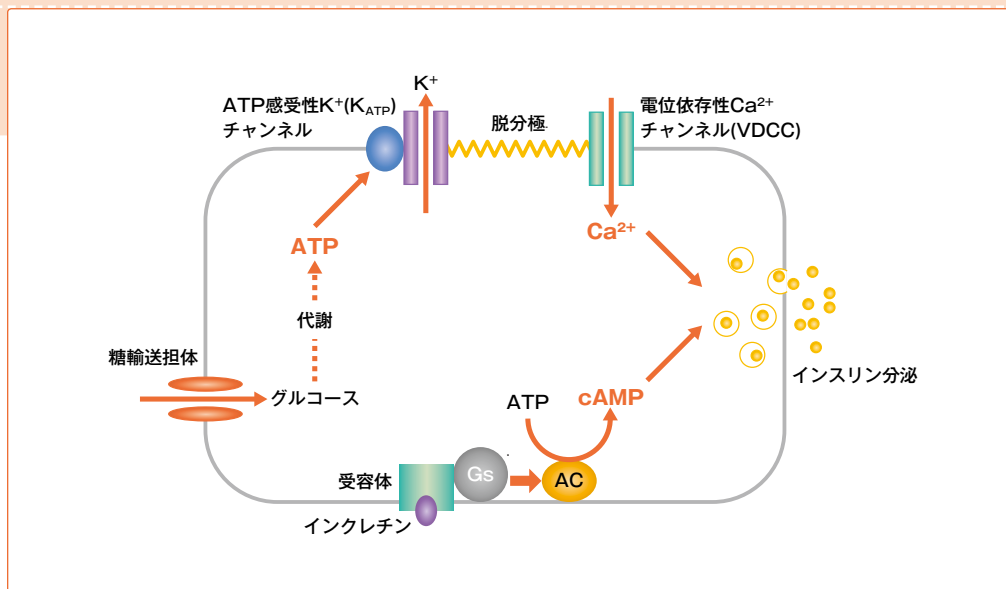 K⁺
ATP感受性K⁺(K_ATP)
チャンネル
脱分極
電位依存性Ca²⁺
チャンネル(VDCC)
ATP
Ca²⁺
代謝
糖輸送担体
グルコース
ATP
cAMP
インスリン分泌
受容体
Gs
AC
インクレチン